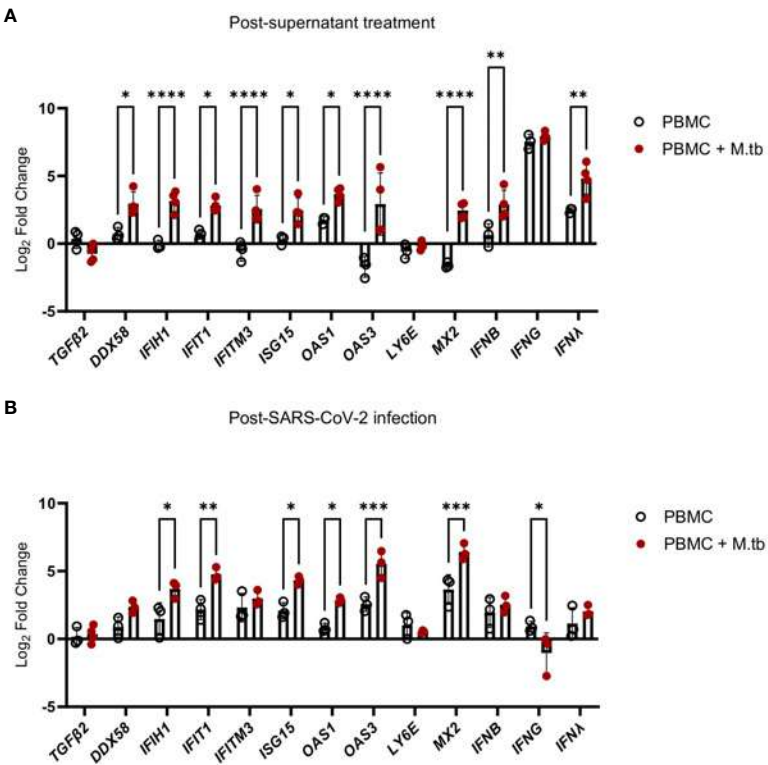 A
Post-supernatant treatment
* **** * **** * * **** **** ** **
10
5
0
-5
Log2 Fold Change
PBMC
PBMC + M.tb
TGFβ2 DDX58 IFIH1 IFIT1 IFITM3 ISG15 OAS1 OAS3 LY6E MX2 IFNB IFNG IFNλ
B
Post-SARS-CoV-2 infection
* ** * * *** *** *
10
5
0
-5
Log2 Fold Change
PBMC
PBMC + M.tb
TGFβ2 DDX58 IFIH1 IFIT1 IFITM3 ISG15 OAS1 OAS3 LY6E MX2 IFNB IFNG IFNλ